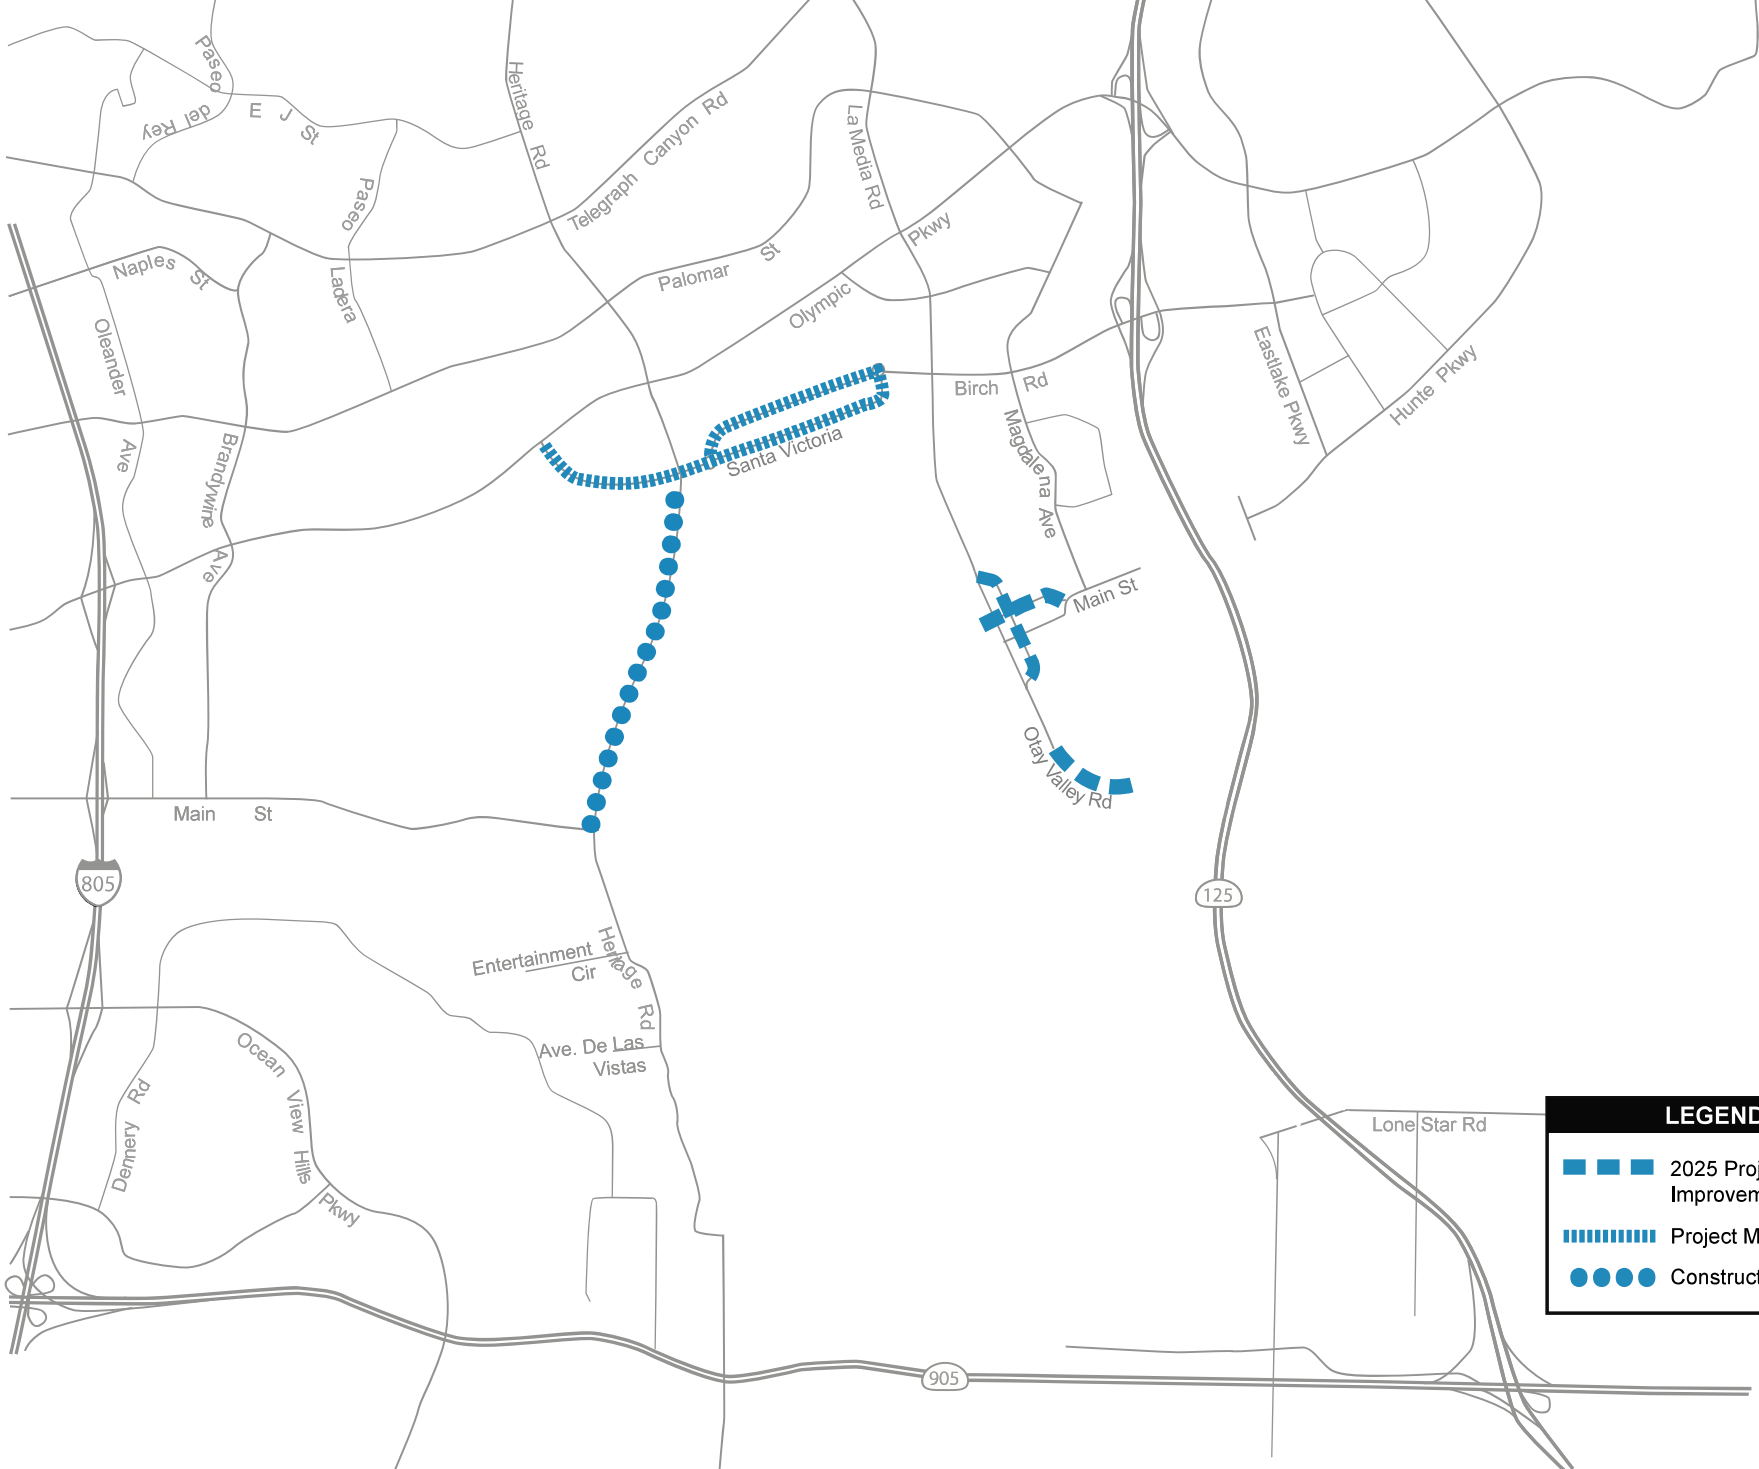 Paseo
del Rey
E J St
Heritage Rd
Telegraph Canyon Rd
La Media Rd
Paseo
Ladera
Naples St
Palomar St
Olympic Pkwy
Oleander
Ave
Brandywine
Ave
Birch Rd
Santa Victoria
Magdalena Ave
Eastlake Pkwy
Hunte Pkwy
Main St
Otay Valley Rd
Main St
805
125
Entertainment
Cir
Heritage Rd
Ave. De Las
Vistas
Ocean View Hills Pkwy
Dennery Rd
Lone Star Rd
905
LEGEND
2025 Proj
Improvem
Project M
Construct